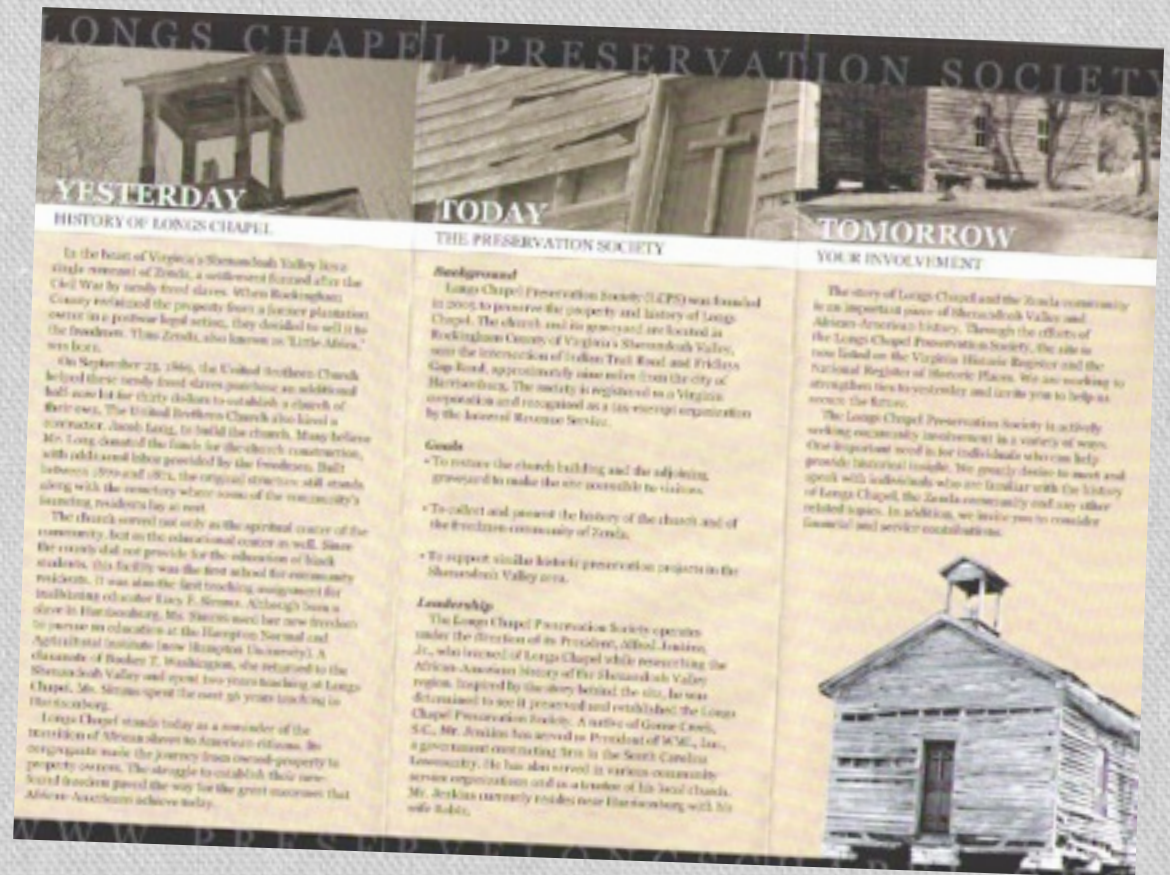 LONGS CHAPEL PRESERVATION SOCIETY
YESTERDAY
HISTORY OF LONGS CHAPEL
In the heart of Virginia's Shenandoah Valley lies a
single remnant of Zenda, a settlement formed after the
Civil War by newly freed slaves. When Rockingham
County reclaimed the property from a former plantation
owner in a postwar legal action, they decided to sell it to
the freedmen. Thus Zenda, also known as "Little Africa,"
was born.
On September 23, 1869, the United Brethren Church
helped these newly freed slaves purchase an additional
half-acre lot for thirty dollars to establish a church of
their own. The United Brethren Church also hired a
contractor, Jacob Long, to build the church. Many believe
Mr. Long donated the funds for the church construction,
with additional labor provided by the freedmen. Built
between 1870 and 1871, the original structure still stands
along with the cemetery where some of the community's
founding residents lay at rest.
The church served not only as the spiritual center of the
community, but as the educational center as well. Since
the county did not provide for the education of black
students, this facility was the first school for community
residents. It was also the first teaching assignment for
trailblazing educator Lucy F. Simms. Although born a
slave in Harrisonburg, Ms. Simms used her new freedom
to pursue an education at the Hampton Normal and
Agricultural Institute (now Hampton University). A
classmate of Booker T. Washington, she returned to the
Shenandoah Valley and spent two years teaching at Longs
Chapel. Ms. Simms spent the next 56 years teaching in
Harrisonburg.
Longs Chapel stands today as a reminder of the
transition of African slaves to American citizens. Its
congregants made the journey from owned-property to
property owners. The struggle to establish their new-
found freedom paved the way for the great successes that
African-Americans achieve today.
TODAY
THE PRESERVATION SOCIETY
Background
Longs Chapel Preservation Society (LCPS) was founded
in 2005 to preserve the property and history of Longs
Chapel. The church and its graveyard are located in
Rockingham County of Virginia's Shenandoah Valley,
near the intersection of Indian Trail Road and Fridleys
Gap Road, approximately nine miles from the city of
Harrisonburg. The society is registered as a Virginia
corporation and recognized as a tax-exempt organization
by the Internal Revenue Service.
Goals
• To restore the church building and the adjoining
graveyard to make the site accessible to visitors.
• To collect and present the history of the church and of
the freedmen community of Zenda.
• To support similar historic preservation projects in the
Shenandoah Valley area.
Leadership
The Longs Chapel Preservation Society operates
under the direction of its President, Alfred Jenkins,
Jr., who learned of Longs Chapel while researching the
African-American history of the Shenandoah Valley
region. Inspired by the story behind the site, he was
determined to see it preserved and established the Longs
Chapel Preservation Society. A native of Goose Creek,
S.C., Mr. Jenkins has served as President of Inc.,
a government contracting firm in the South Carolina
Lowcountry. He has also served in various community
service organizations and as a trustee of his local church.
Mr. Jenkins currently resides near Harrisonburg with his
wife Robin.
TOMORROW
YOUR INVOLVEMENT
The story of Longs Chapel and the Zenda community
is an important piece of Shenandoah Valley and
African-American history. Through the efforts of
the Longs Chapel Preservation Society, the site is
now listed on the Virginia Historic Register and the
National Register of Historic Places. We are working to
strengthen ties to yesterday and invite you to help us
secure the future.
The Longs Chapel Preservation Society is actively
seeking community involvement in a variety of ways.
One important need is for individuals who can help
provide historical insight. We greatly desire to meet and
speak with individuals who are familiar with the history
of Longs Chapel, the Zenda community and any other
related topics. In addition, we invite you to consider
financial and service contributions.
WWW.PRESERVELONGSCH